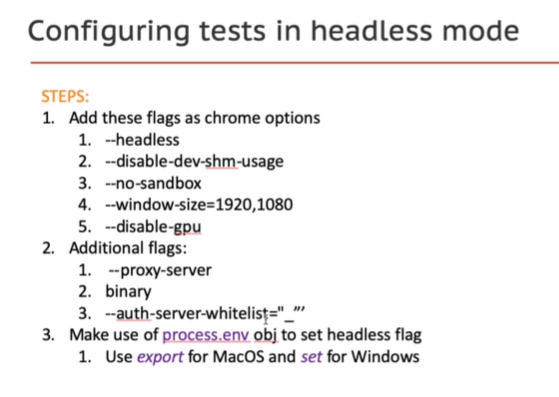 Configuring tests in headless mode
STEPS:
1. Add these flags as chrome options
1. --headless
2. --disable-dev-shm-usage
3. --no-sandbox
4. --window-size=1920,1080
5. --disable-gpu
2. Additional flags:
1. --proxy-server
2. binary
3. --auth-server-whitelist="_"'
3. Make use of process.env obj to set headless flag
1. Use export for MacOS and set for Windows